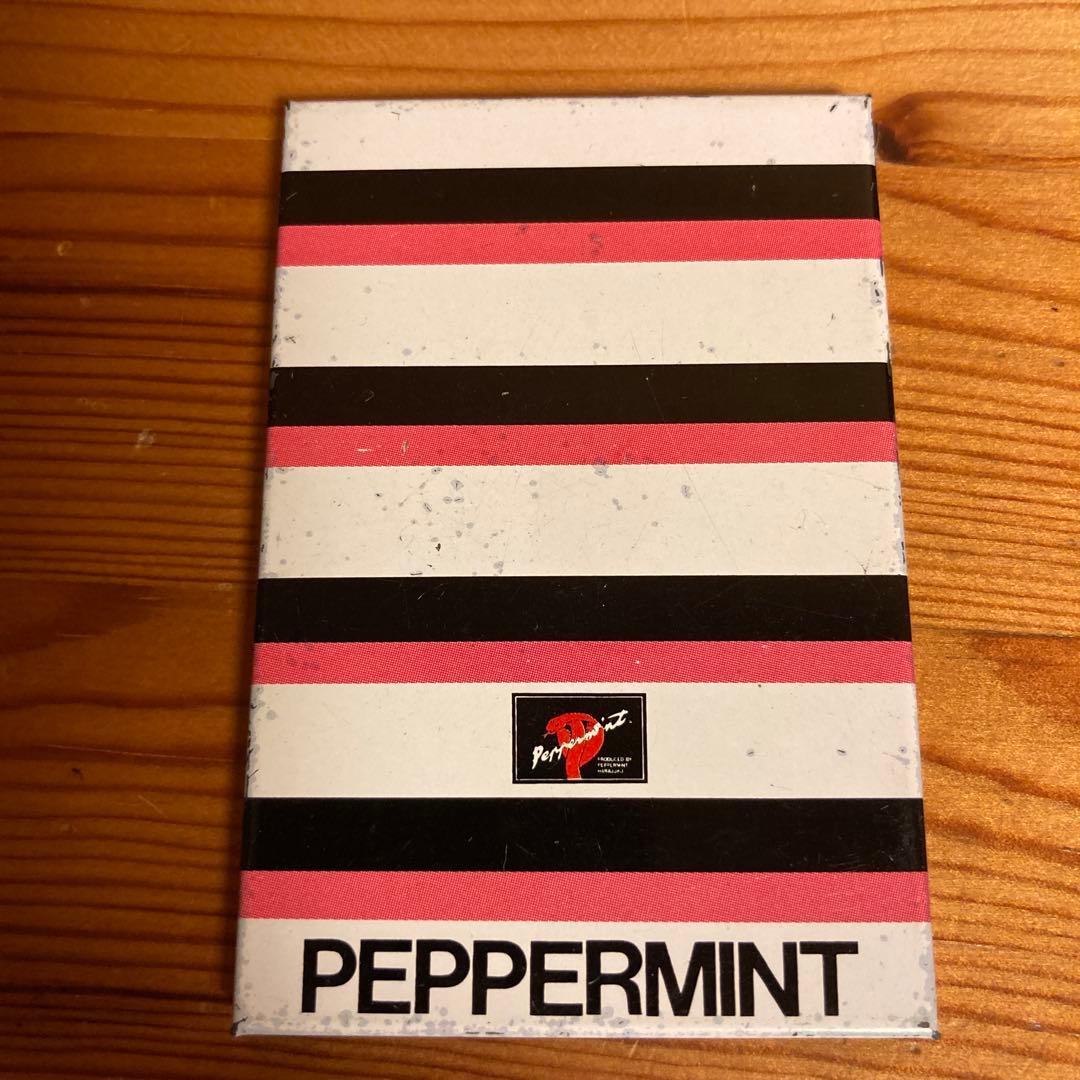 Peppermint.
PRODUCED BY
PEPPERMINT
HARAJUKU
PEPPERMINT